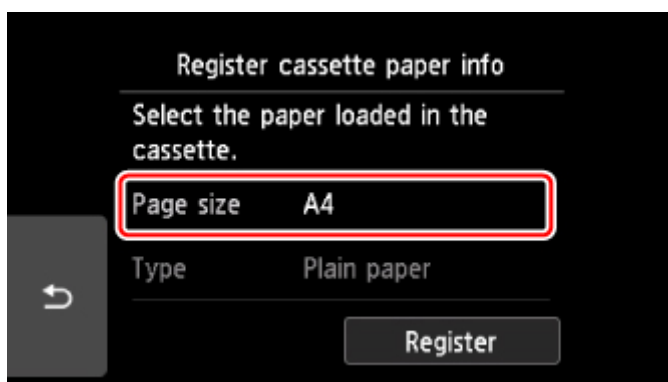 Register cassette paper info
Select the paper loaded in the
cassette.
Page size A4
Type Plain paper
Register